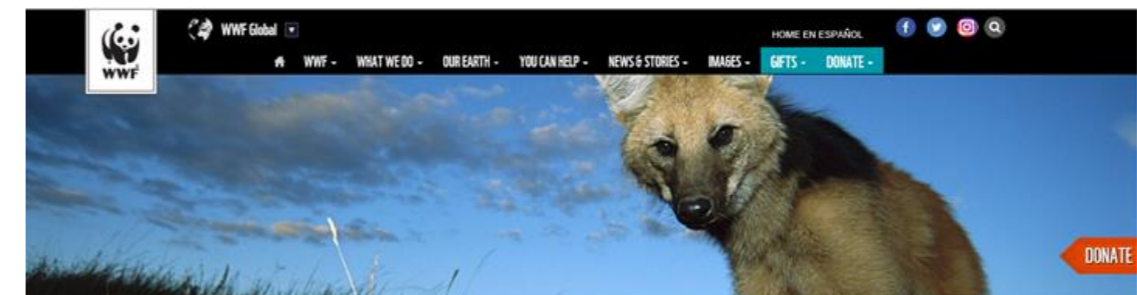 WWF Global
HOME EN ESPAÑOL
WWF
WWF WHAT WE DO OUR EARTH YOU CAN HELP NEWS & STORIES IMAGES GIFTS DONATE
DONATE